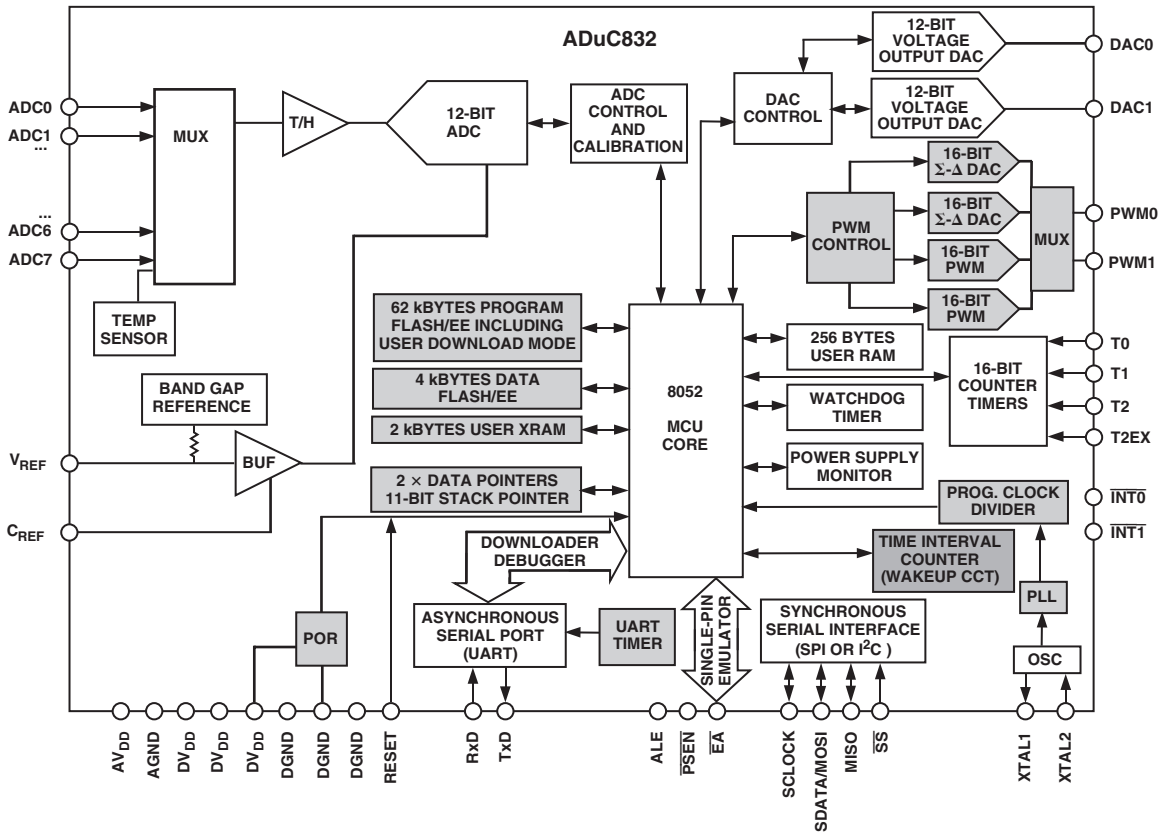 ADuC832
ADC0
ADC1
...
...
ADC6
ADC7
MUX
TEMP
SENSOR
T/H
12-BIT
ADC
ADC
CONTROL
AND
CALIBRATION
DAC
CONTROL
12-BIT
VOLTAGE
OUTPUT DAC
12-BIT
VOLTAGE
OUTPUT DAC
DAC0
DAC1
PWM
CONTROL
16-BIT
Σ-Δ DAC
16-BIT
Σ-Δ DAC
16-BIT
PWM
16-BIT
PWM
MUX
PWM0
PWM1
BAND GAP
REFERENCE
VREF
BUF
CREF
62 kBYTES PROGRAM
FLASH/EE INCLUDING
USER DOWNLOAD MODE
4 kBYTES DATA
FLASH/EE
2 kBYTES USER XRAM
2 × DATA POINTERS
11-BIT STACK POINTER
8052
MCU
CORE
256 BYTES
USER RAM
WATCHDOG
TIMER
POWER SUPPLY
MONITOR
16-BIT
COUNTER
TIMERS
T0
T1
T2
T2EX
INT0
INT1
PROG. CLOCK
DIVIDER
TIME INTERVAL
COUNTER
(WAKEUP CCT)
PLL
OSC
DOWNLOADER
DEBUGGER
POR
ASYNCHRONOUS
SERIAL PORT
(UART)
UART
TIMER
SINGLE-PIN
EMULATOR
SYNCHRONOUS
SERIAL INTERFACE
(SPI OR I²C )
AVDD
AGND
DVDD
DVDD
DVDD
DGND
DGND
DGND
RESET
RxD
TxD
ALE
PSEN
EA
SCLOCK
SDATA/MOSI
MISO
SS
XTAL1
XTAL2